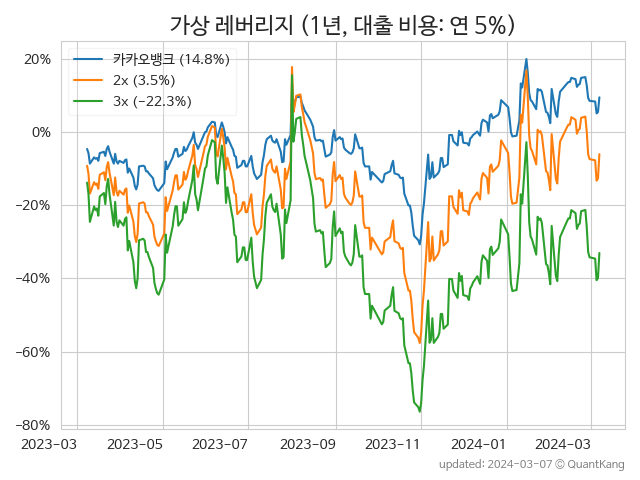 가상 레버리지 (1년, 대출 비용: 연 5%)
카카오뱅크 (14.8%)
2x (3.5%)
3x (−22.3%)
20%
0%
−20%
−40%
−60%
−80%
2023−03 2023−05 2023−07 2023−09 2023−11 2024−01 2024−03
updated: 2024-03-07 © QuantKang